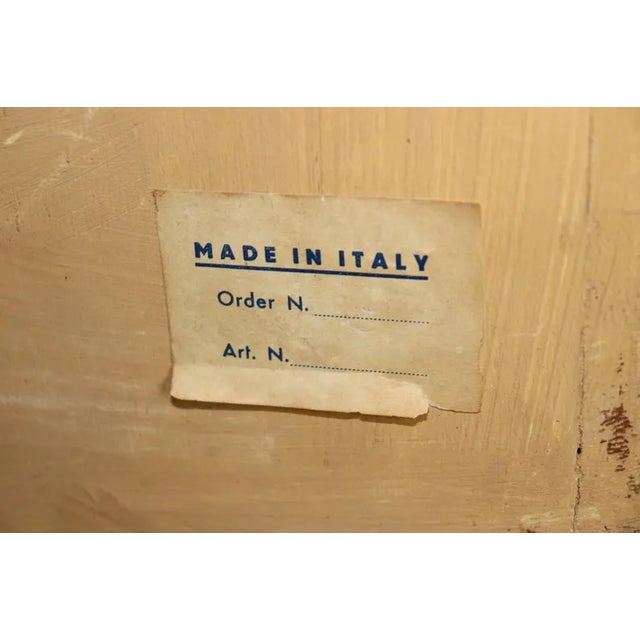 MADE IN ITALY
Order N.
Art. N.